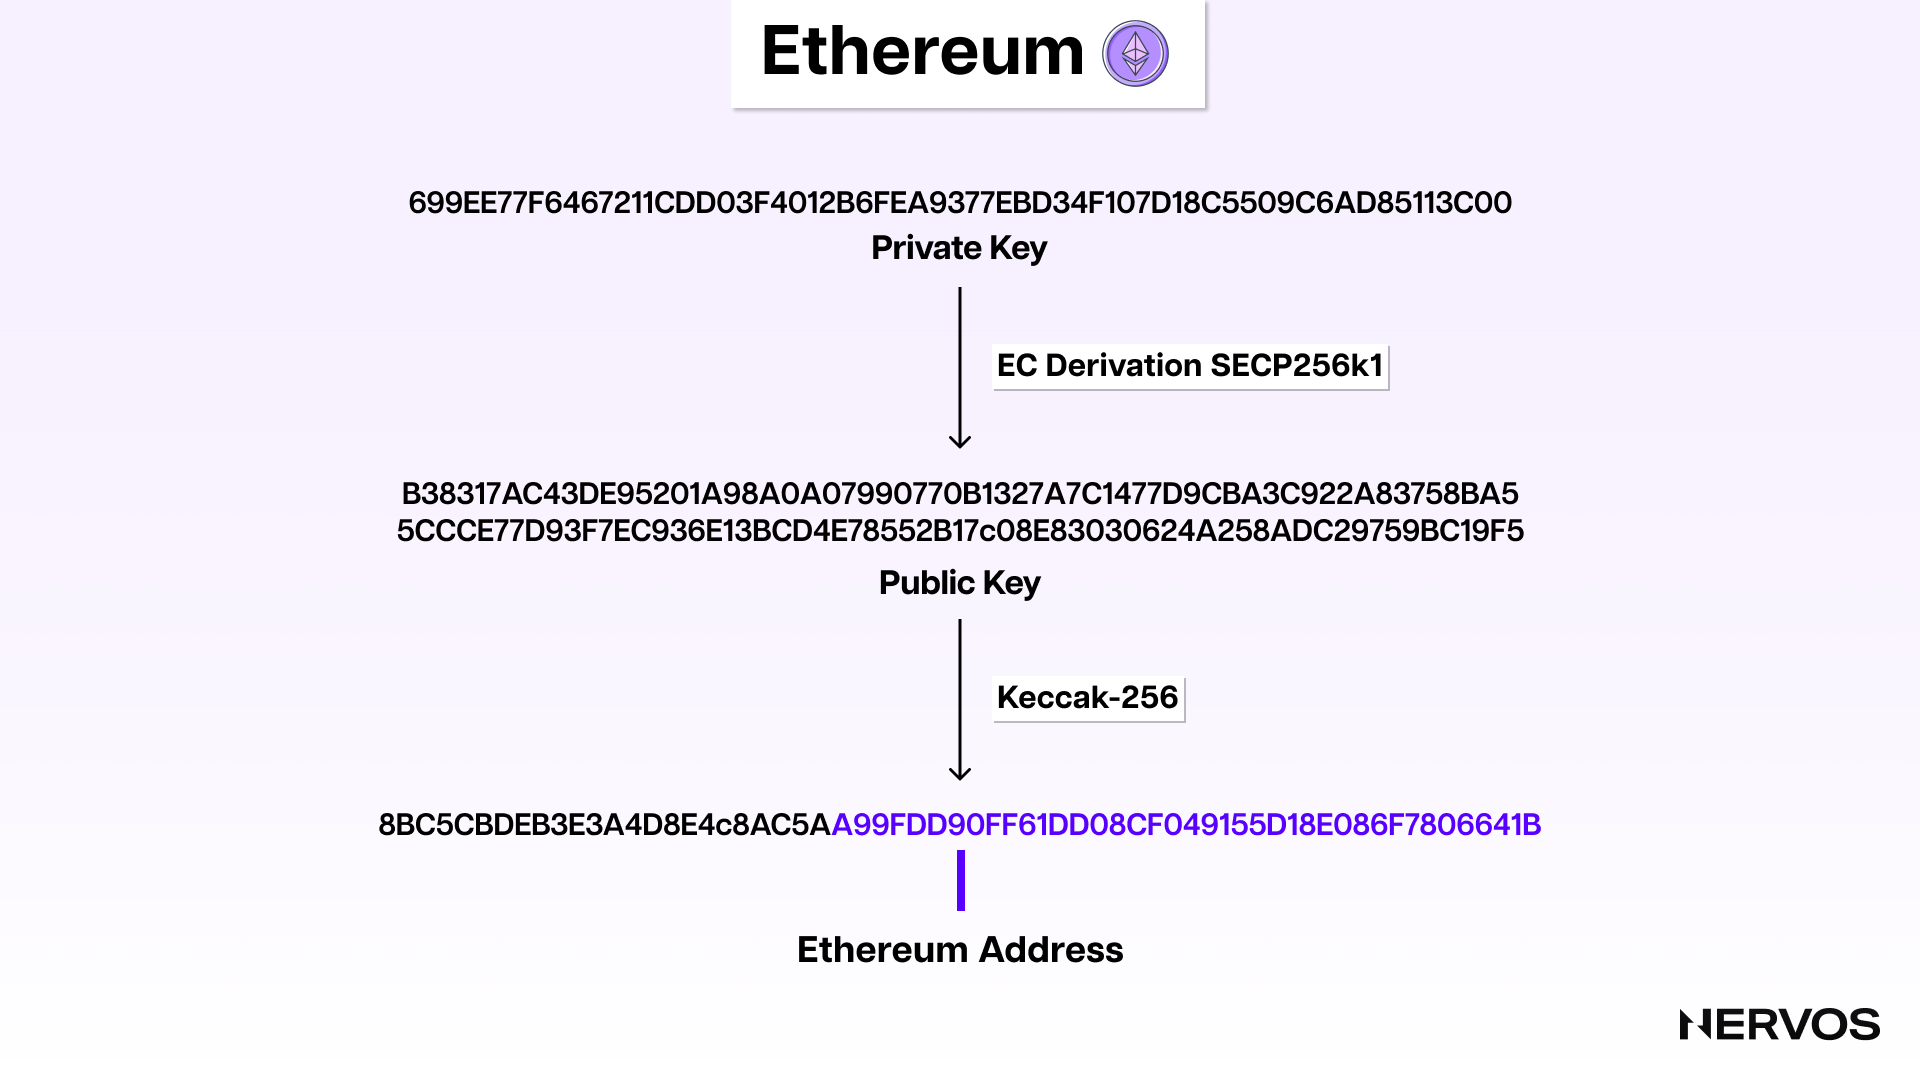 Ethereum
699EE77F6467211CDD03F4012B6FEA9377EBD34F107D18C5509C6AD85113C00
Private Key
EC Derivation SECP256k1
B38317AC43DE95201A98A0A07990770B1327A7C1477D9CBA3C922A83758BA5
5CCCE77D93F7EC936E13BCD4E78552B17c08E83030624A258ADC29759BC19F5
Public Key
Keccak-256
8BC5CBDEB3E3A4D8E4c8AC5AA99FDD90FF61DD08CF049155D18E086F7806641B
Ethereum Address
NERVOS